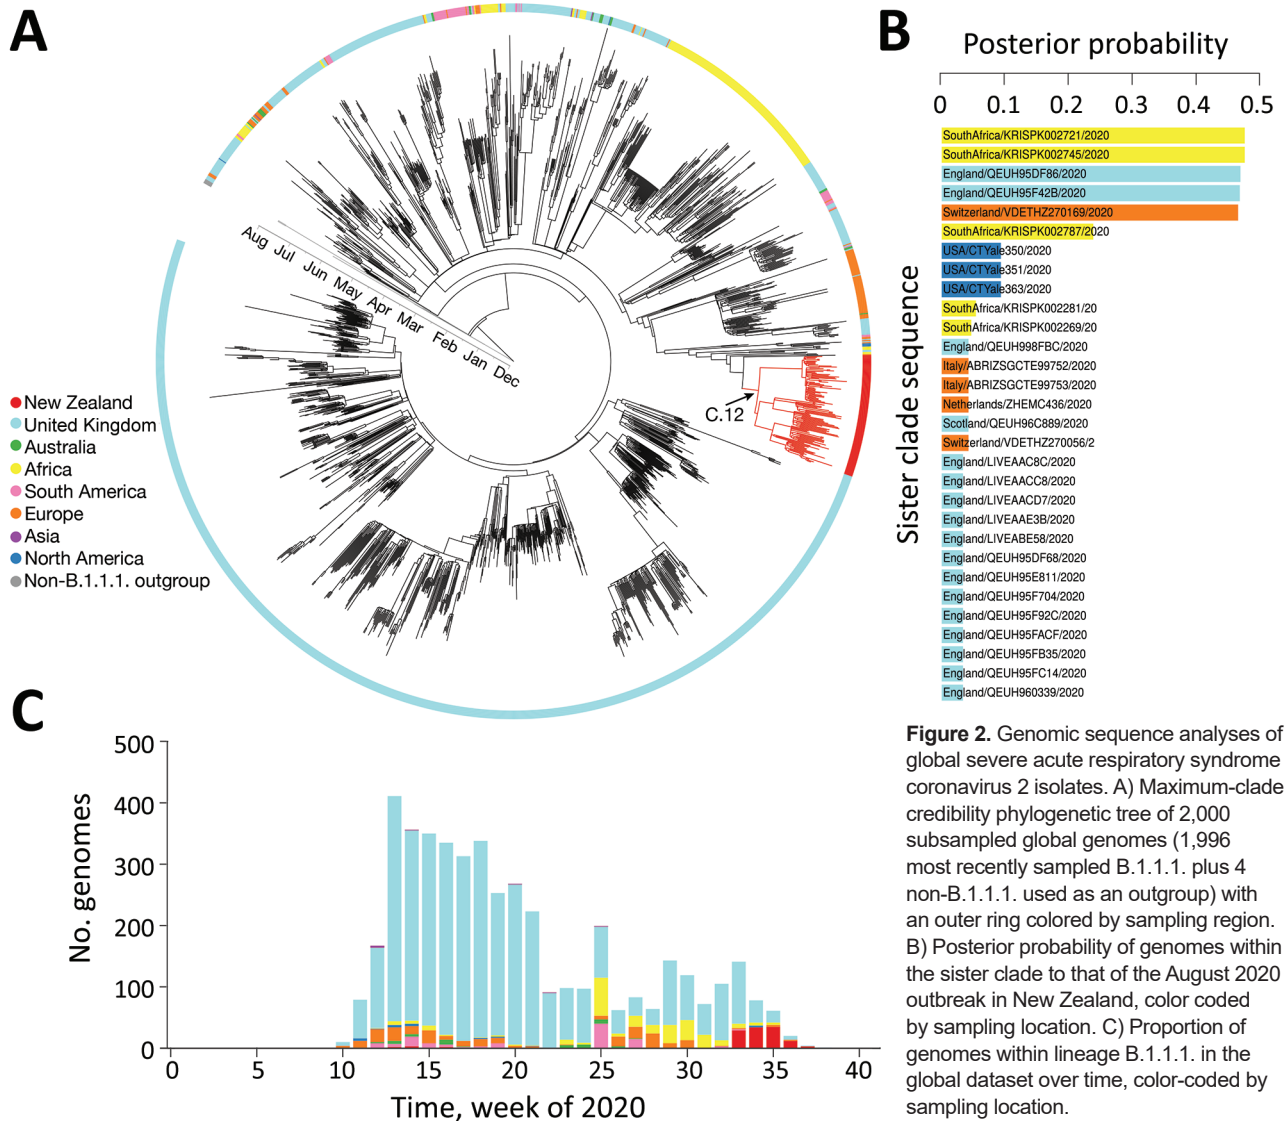 A
Aug
Jul
Jun
May
Apr
Mar
Feb
Jan
Dec
C.12
New Zealand
United Kingdom
Australia
Africa
South America
Europe
Asia
North America
Non-B.1.1.1. outgroup
B
Posterior probability
0 0.1 0.2 0.3 0.4 0.5
Sister clade sequence
SouthAfrica/KRISPK002721/2020
SouthAfrica/KRISPK002745/2020
England/QEUH95DF86/2020
England/QEUH95F42B/2020
Switzerland/VDETHZ270169/2020
SouthAfrica/KRISPK002787/2020
USA/CTYale350/2020
USA/CTYale351/2020
USA/CTYale363/2020
SouthAfrica/KRISPK002281/20
SouthAfrica/KRISPK002269/20
England/QEUH998FBC/2020
Italy/ABRIZSGCTE99752/2020
Italy/ABRIZSGCTE99753/2020
Netherlands/ZHEMC436/2020
Scotland/QEUH96C889/2020
Switzerland/VDETHZ270056/2
England/LIVEAAC8C/2020
England/LIVEAACC8/2020
England/LIVEAACD7/2020
England/LIVEAAE3B/2020
England/LIVEABE58/2020
England/QEUH95DF68/2020
England/QEUH95E811/2020
England/QEUH95F704/2020
England/QEUH95F92C/2020
England/QEUH95FACF/2020
England/QEUH95FB35/2020
England/QEUH95FC14/2020
England/QEUH960339/2020
C
No. genomes
500
400
300
200
100
0
0 5 10 15 20 25 30 35 40
Time, week of 2020
Figure 2. Genomic sequence analyses of
global severe acute respiratory syndrome
coronavirus 2 isolates. A) Maximum-clade
credibility phylogenetic tree of 2,000
subsampled global genomes (1,996
most recently sampled B.1.1.1. plus 4
non-B.1.1.1. used as an outgroup) with
an outer ring colored by sampling region.
B) Posterior probability of genomes within
the sister clade to that of the August 2020
outbreak in New Zealand, color coded
by sampling location. C) Proportion of
genomes within lineage B.1.1.1. in the
global dataset over time, color-coded by
sampling location.